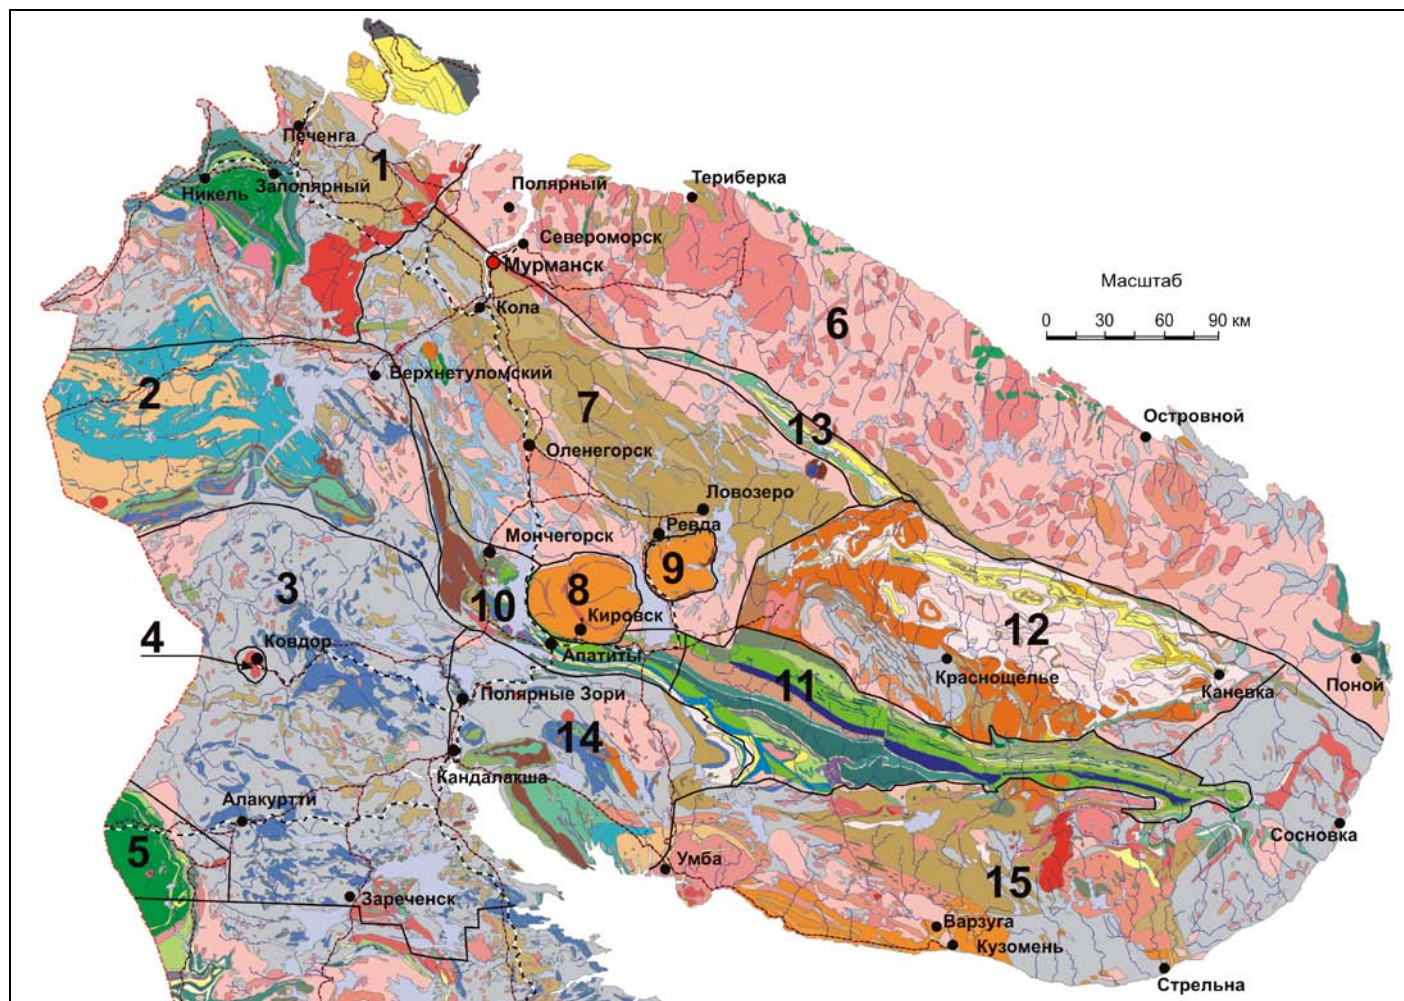 Печенга
1
Никель
Заполярный
Полярный
Териберка
Североморск
Мурманск
Масштаб
0 30 60 90 км
Кола
6
2
Верхнетуломский
7
13
Островной
Оленегорск
Ловозеро
Ревда
Мончегорск
3
8
9
10
Кировск
12
4
Ковдор
Апатиты
Краснощелье
Каневка
Поной
11
Полярные Зори
14
Кандалакша
Алакуртти
Сосновка
5
Умба
15
Зареченск
Варзуга
Кузомень
Стрельна